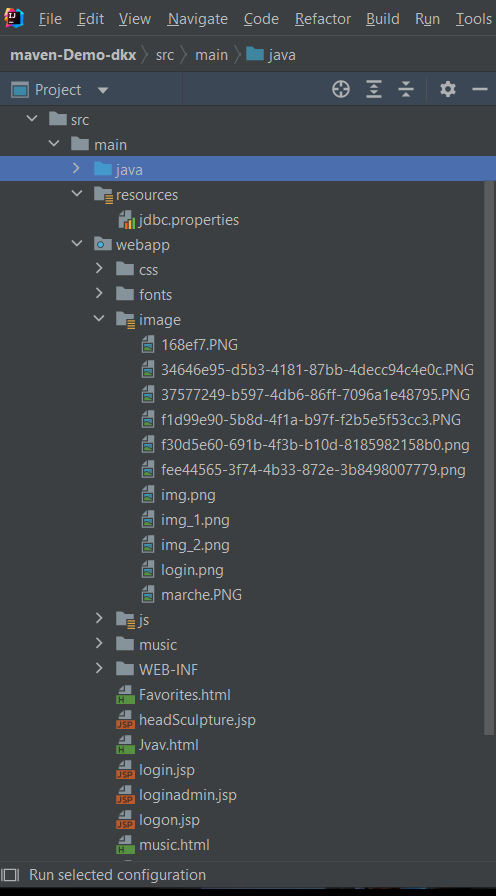 File Edit View Navigate Code Refactor Build Run Tools
maven-Demo-dkx src main java
Project
src
main
java
resources
jdbc.properties
webapp
css
fonts
image
168ef7.PNG
34646e95-d5b3-4181-87bb-4decc94c4e0c.PNG
37577249-b597-4db6-86ff-7096a1e48795.PNG
f1d99e90-5b8d-4f1a-b97f-f2b5e5f53cc3.PNG
f30d5e60-691b-4f3b-b10d-8185982158b0.png
fee44565-3f74-4b33-872e-3b8498007779.png
img.png
img_1.png
img_2.png
login.png
marche.PNG
js
music
WEB-INF
H Favorites.html
JSP headSculpture.jsp
H Jvav.html
JSP login.jsp
JSP loginadmin.jsp
JSP logon.jsp
H music.html
Run selected configuration